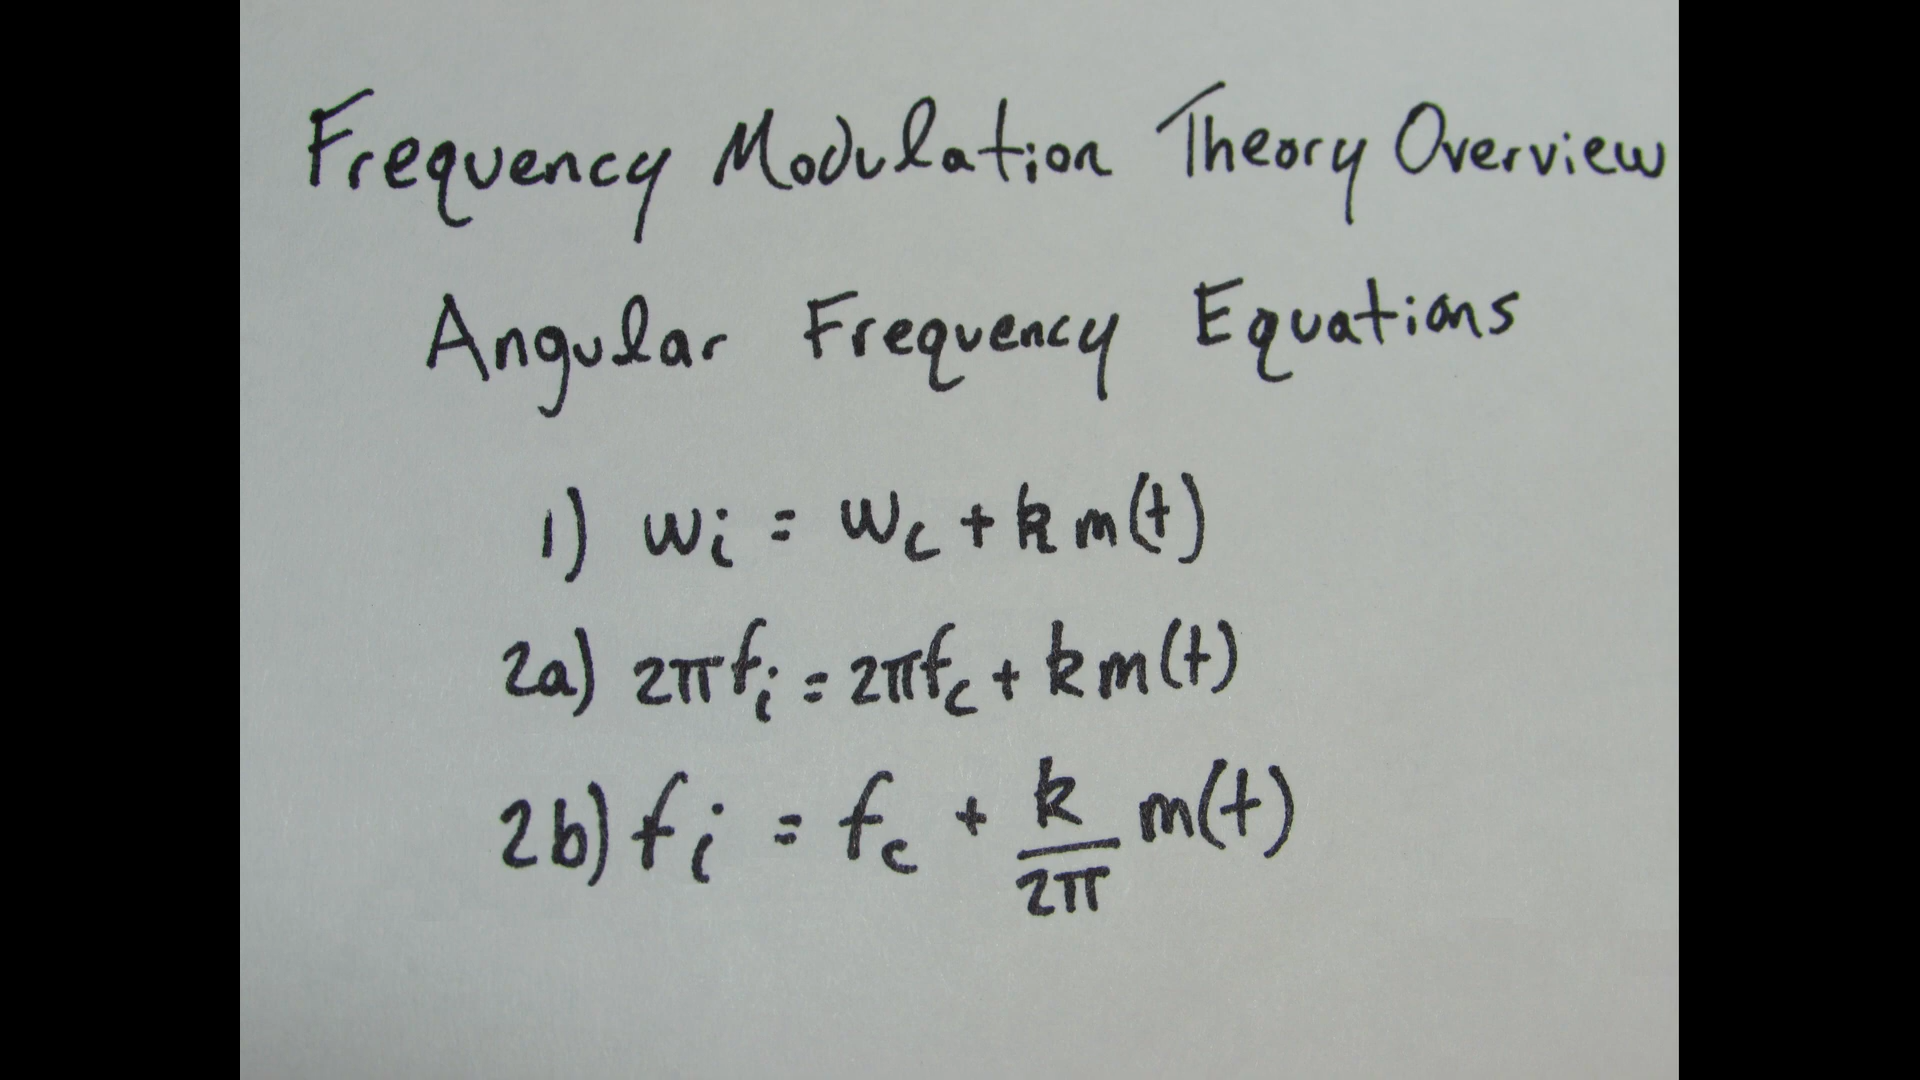 Frequency Modulation Theory Overview
Angular Frequency Equations
1) wi = wc + k m(t)
2a) 2πfi = 2πfc + k m(t)
2b) fi = fc + k/2π m(t)